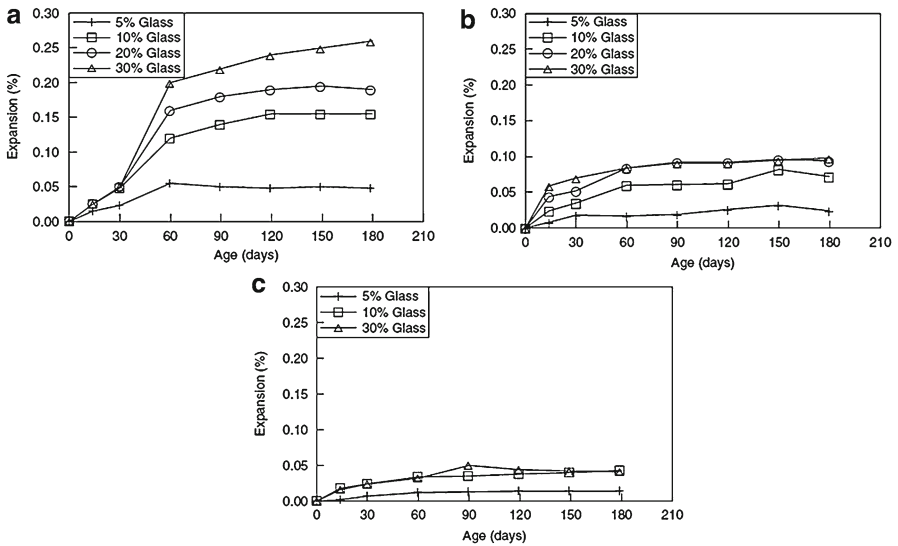 a
5% Glass
10% Glass
20% Glass
30% Glass
0.30
0.25
0.20
0.15
0.10
0.05
0.00
Expansion (%)
0 30 60 90 120 150 180 210
Age (days)
b
5% Glass
10% Glass
20% Glass
30% Glass
0.30
0.25
0.20
0.15
0.10
0.05
0.00
Expansion (%)
0 30 60 90 120 150 180 210
Age (days)
c
5% Glass
10% Glass
30% Glass
0.30
0.25
0.20
0.15
0.10
0.05
0.00
Expansion (%)
0 30 60 90 120 150 180 210
Age (days)